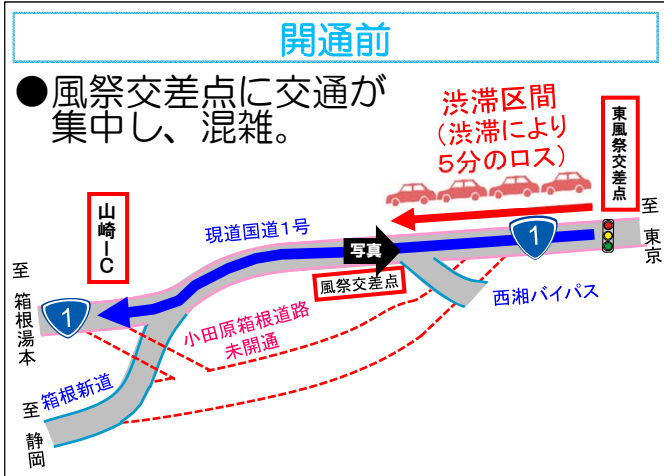 開通前
●風祭交差点に交通が
集中し、混雑。
渋滞区間
(渋滞により
5分のロス)
東風祭交差点
至
東京
山崎IC
現道国道1号
写真
1
風祭交差点
西湘バイパス
至
箱根湯本
1
小田原箱根道路
未開通
箱根新道
至
静岡